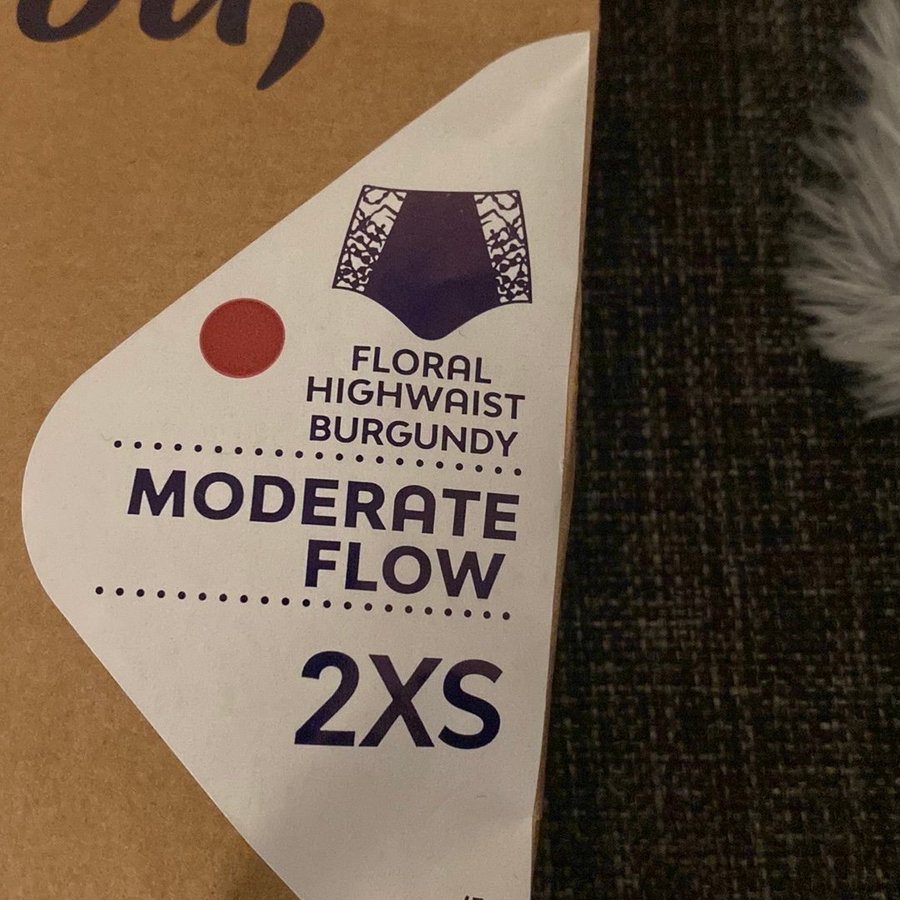 FLORAL
HIGHWAIST
BURGUNDY
MODERATE
FLOW
2XS